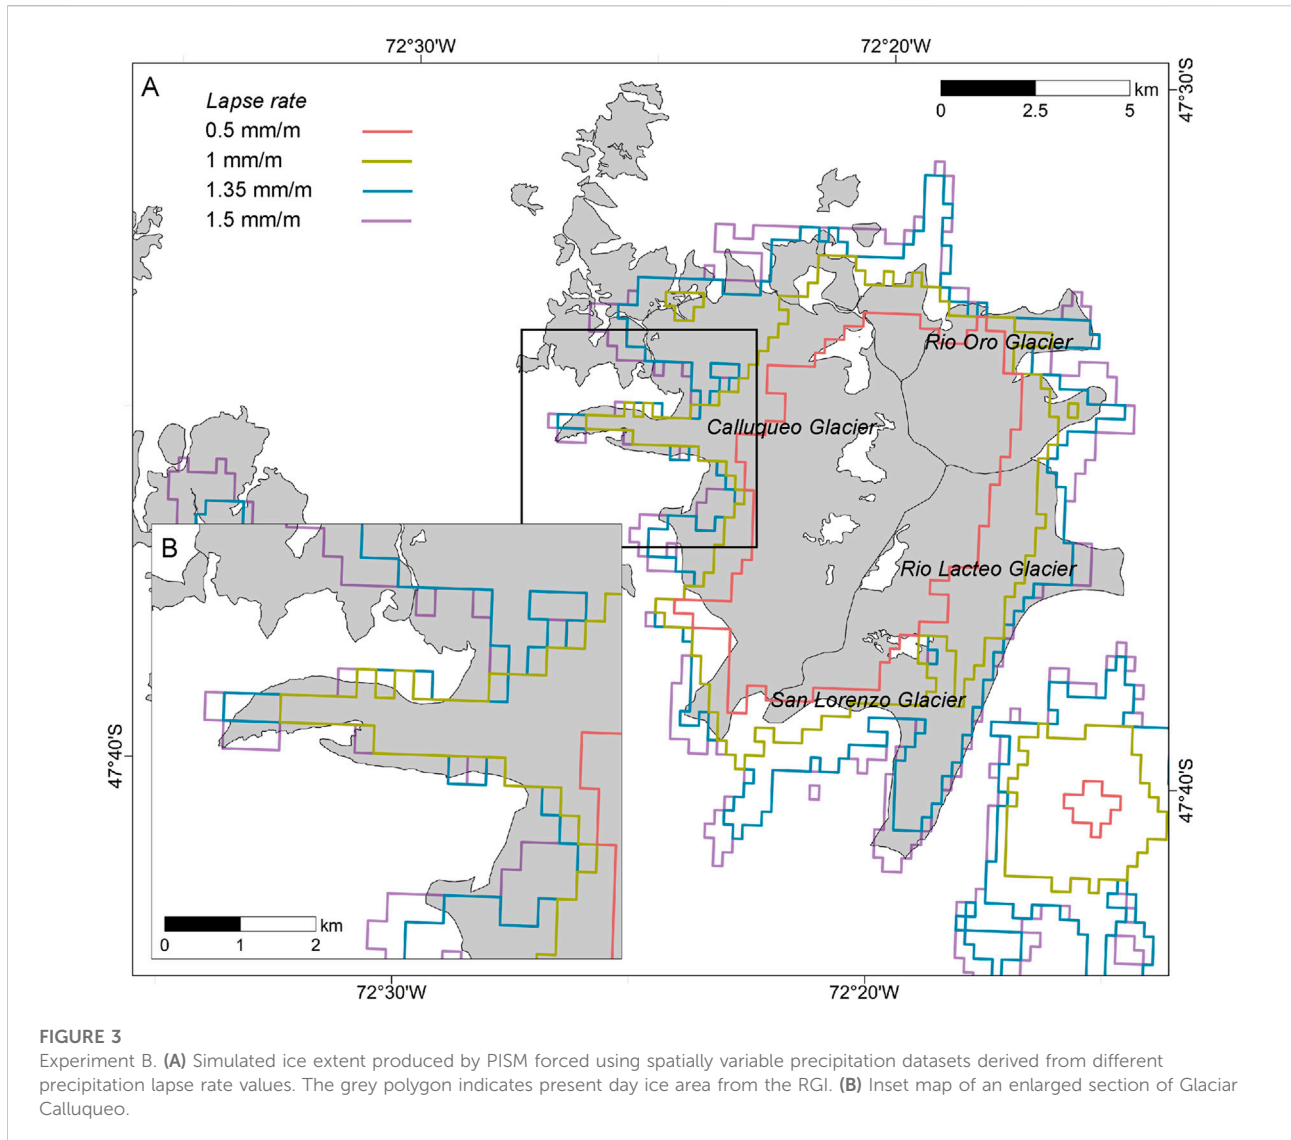 72°30'W
72°20'W
A
Lapse rate
0.5 mm/m
1 mm/m
1.35 mm/m
1.5 mm/m
km
0
2.5
5
47°30'S
Rio Oro Glacier
Calluqueo Glacier
Rio Lacteo Glacier
San Lorenzo Glacier
B
km
0
1
2
47°40'S
47°40'S
72°30'W
72°20'W
FIGURE 3
Experiment B. (A) Simulated ice extent produced by PISM forced using spatially variable precipitation datasets derived from different
precipitation lapse rate values. The grey polygon indicates present day ice area from the RGI. (B) Inset map of an enlarged section of Glaciar
Calluqueo.